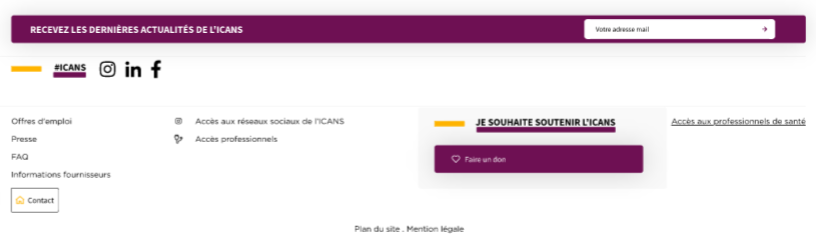 RECEVEZ LES DERNIÈRES ACTUALITÉS DE L'ICANS
Votre adresse mail
#ICANS
Offres d'emploi
Presse
FAQ
Informations fournisseurs
Contact
Accès aux réseaux sociaux de l'ICANS
Accès professionnels
JE SOUHAITE SOUTENIR L'ICANS
Faire un don
Accès aux professionnels de santé
Plan du site . Mention légale